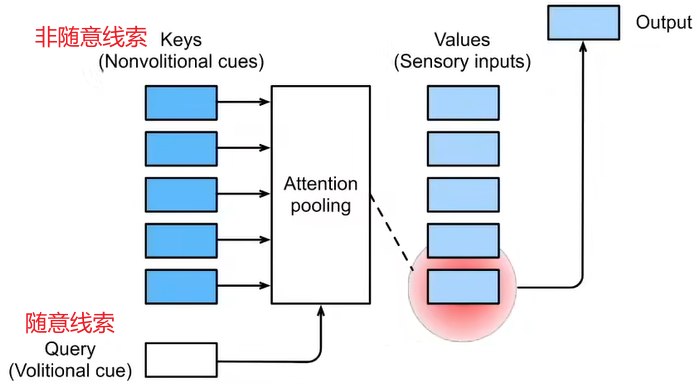 非随意线索
Keys
(Nonvolitional cues)
Values
(Sensory inputs)
Output
Attention
pooling
随意线索
Query
(Volitional cue)